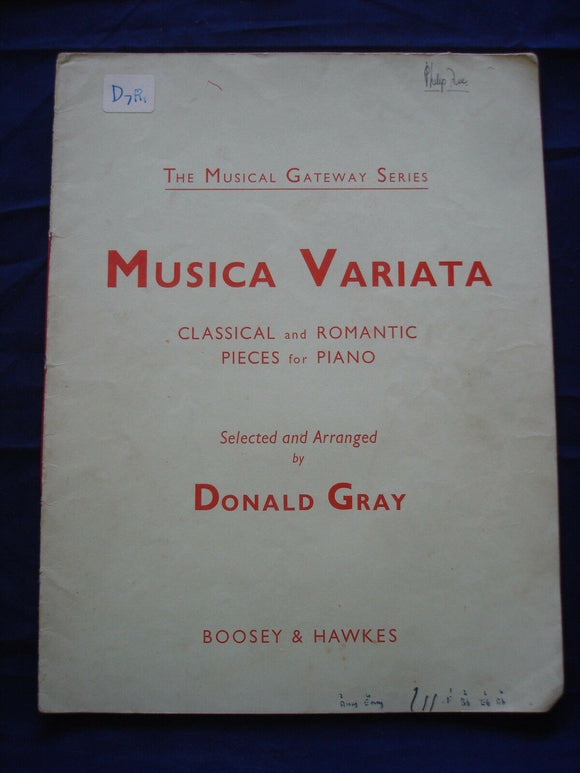 Philip
THE MUSICAL GATEWAY SERIES
MUSICA VARIATA
CLASSICAL and ROMANTIC
PIECES for PIANO
Selected and Arranged
by
DONALD GRAY
BOOSEY & HAWKES